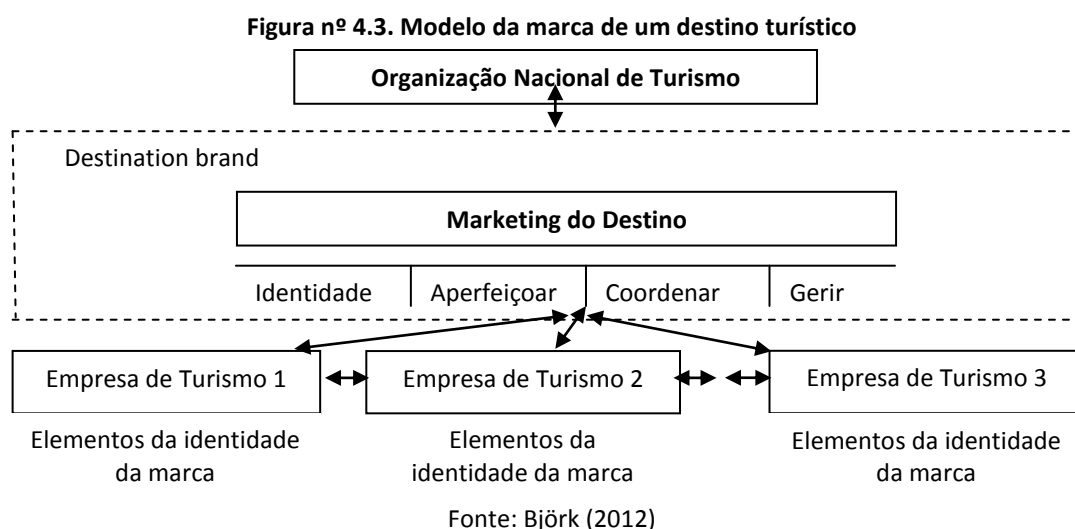 Figura nº 4.3. Modelo da marca de um destino turístico
Organização Nacional de Turismo
Destination brand
Marketing do Destino
Identidade Aperfeiçoar Coordenar Gerir
Empresa de Turismo 1 Empresa de Turismo 2 Empresa de Turismo 3
Elementos da identidade Elementos da Elementos da identidade
da marca identidade da marca da marca
Fonte: Björk (2012)